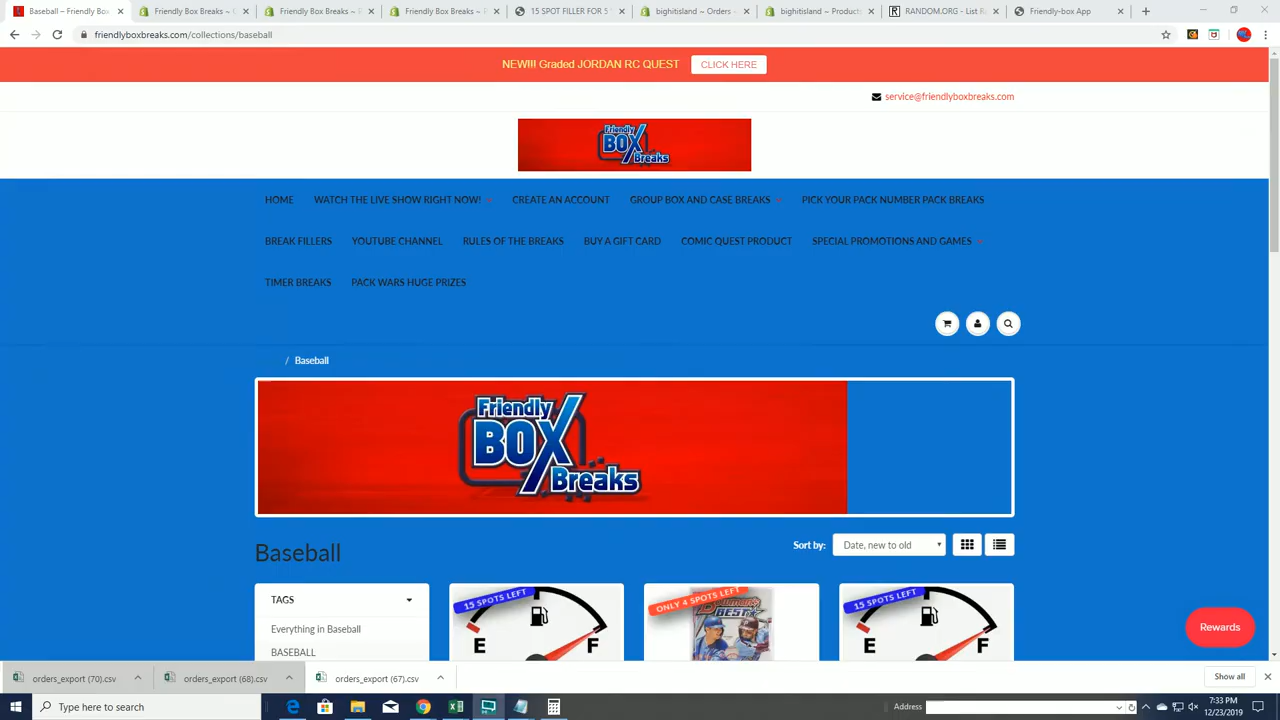 Baseball – Friendly Box B
Friendly Box Breaks ~ C
Friendly Box Breaks ~ F
Friendly Box Breaks ~ P
15 SPOT FILLER FOR 5
bighitisland ~ Orders ~
bighitisland ~ Product
RANDOM.ORG - List R
Friendly-box App
friendlyboxbreaks.com/collections/baseball
NEW!!! Graded JORDAN RC QUEST CLICK HERE
service@friendlyboxbreaks.com
Friendly
BOX
Breaks
HOME WATCH THE LIVE SHOW RIGHT NOW! CREATE AN ACCOUNT GROUP BOX AND CASE BREAKS PICK YOUR PACK NUMBER PACK BREAKS
BREAK FILLERS YOUTUBE CHANNEL RULES OF THE BREAKS BUY A GIFT CARD COMIC QUEST PRODUCT SPECIAL PROMOTIONS AND GAMES
TIMER BREAKS PACK WARS HUGE PRIZES
/ Baseball
Friendly
BOX
Breaks
Baseball
Sort by: Date, new to old
TAGS
Everything in Baseball
BASEBALL
15 SPOTS LEFT
E F
ONLY 4 SPOTS LEFT
BEST
15 SPOTS LEFT
E F
Rewards
orders_export (70).csv
orders_export (68).csv
orders_export (67).csv
Show all
Type here to search
Address
7:33 PM
12/23/2019